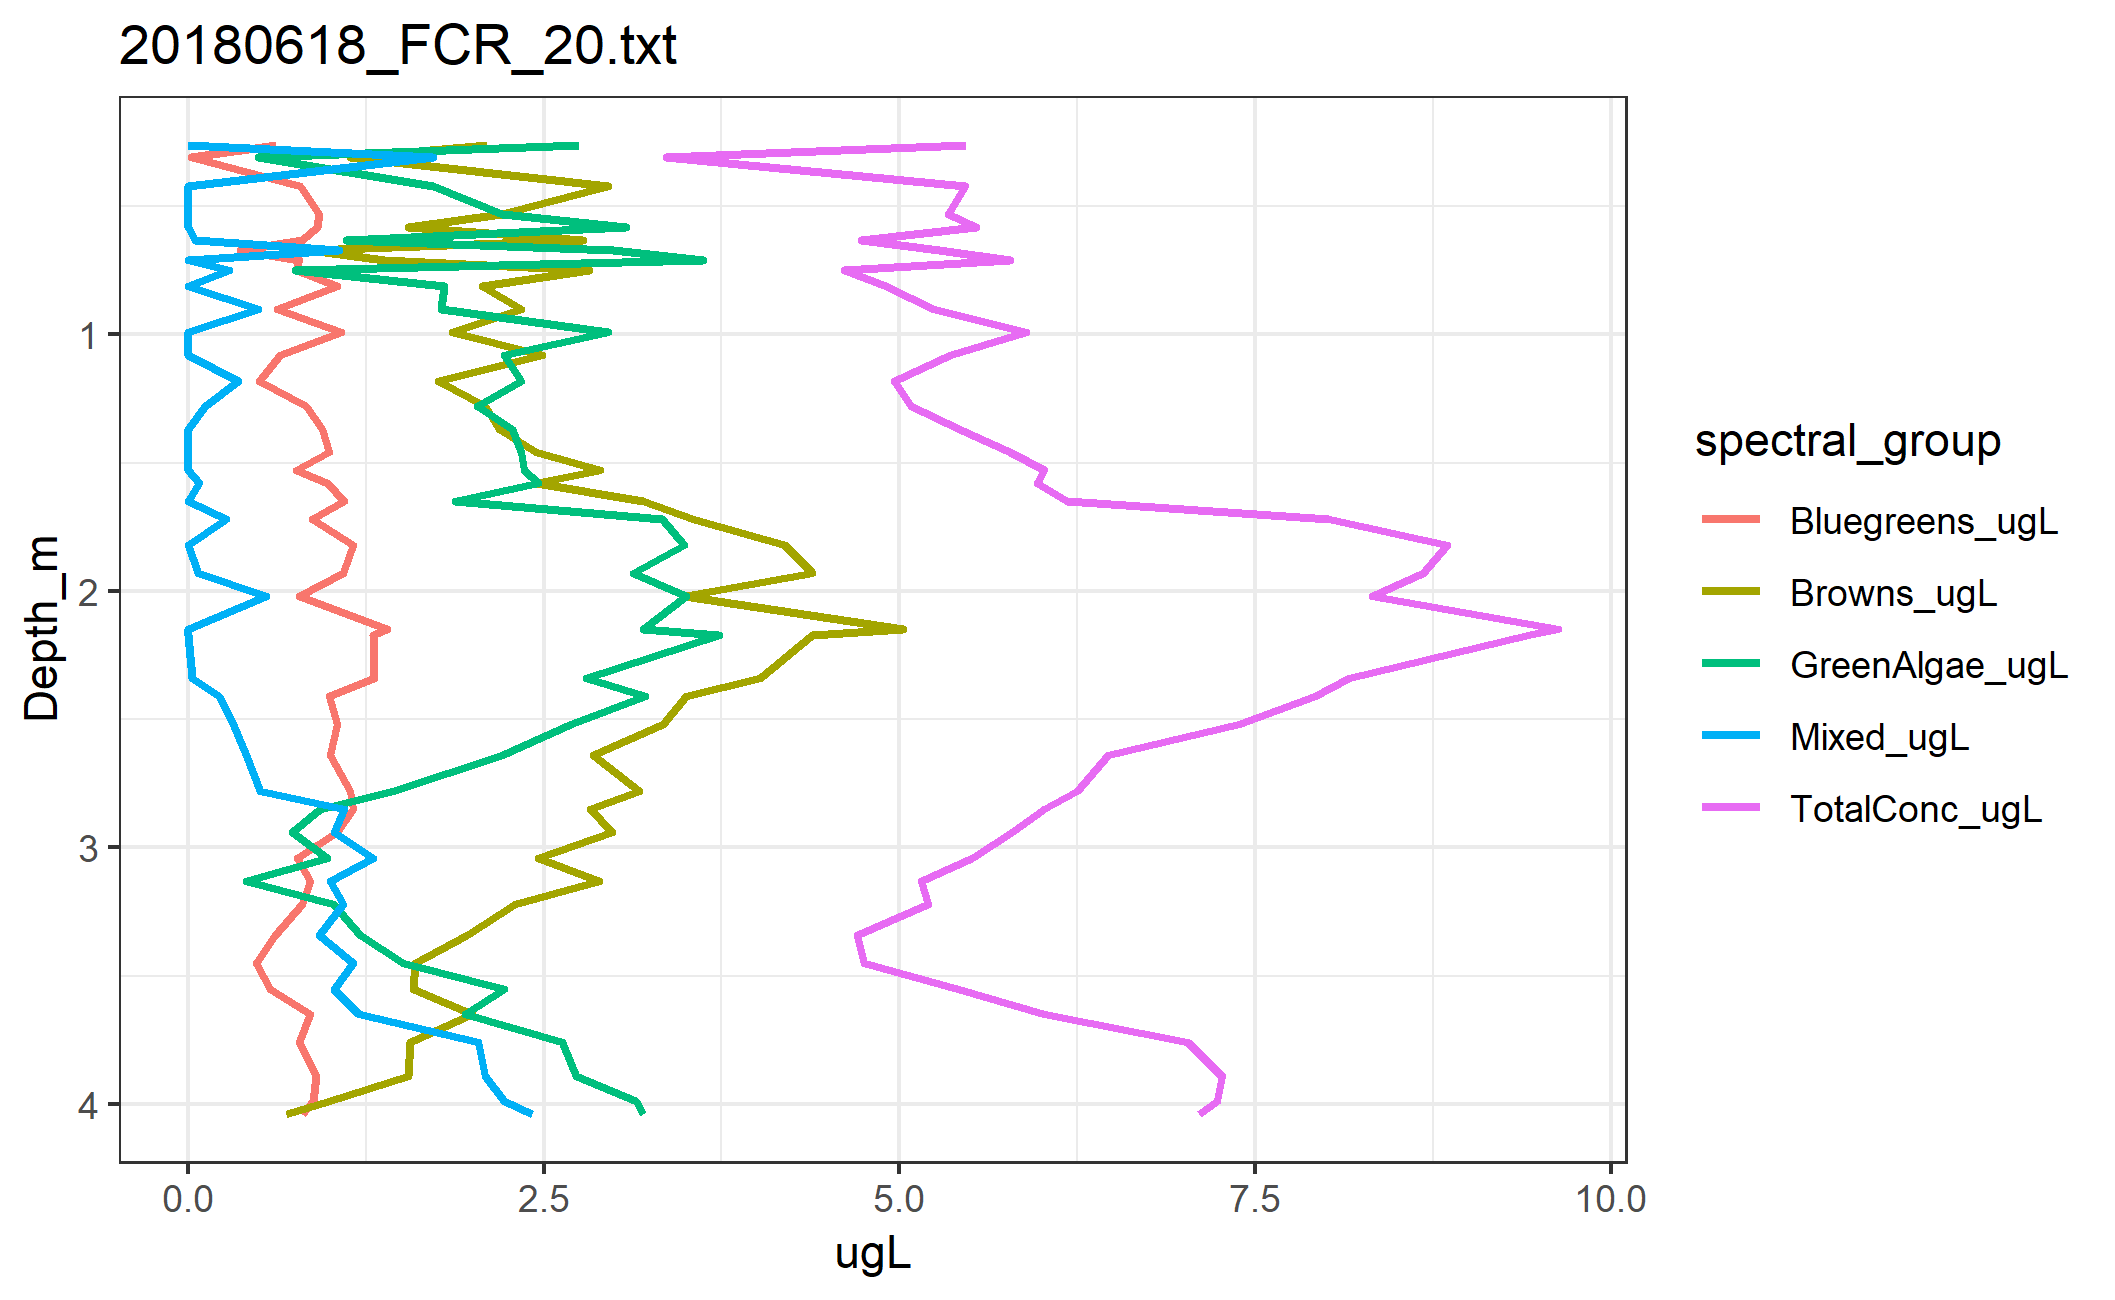 20180618_FCR_20.txt
Depth_m
1
2
3
4
0.0 2.5 5.0 7.5 10.0
ugL
spectral_group
Bluegreens_ugL
Browns_ugL
GreenAlgae_ugL
Mixed_ugL
TotalConc_ugL